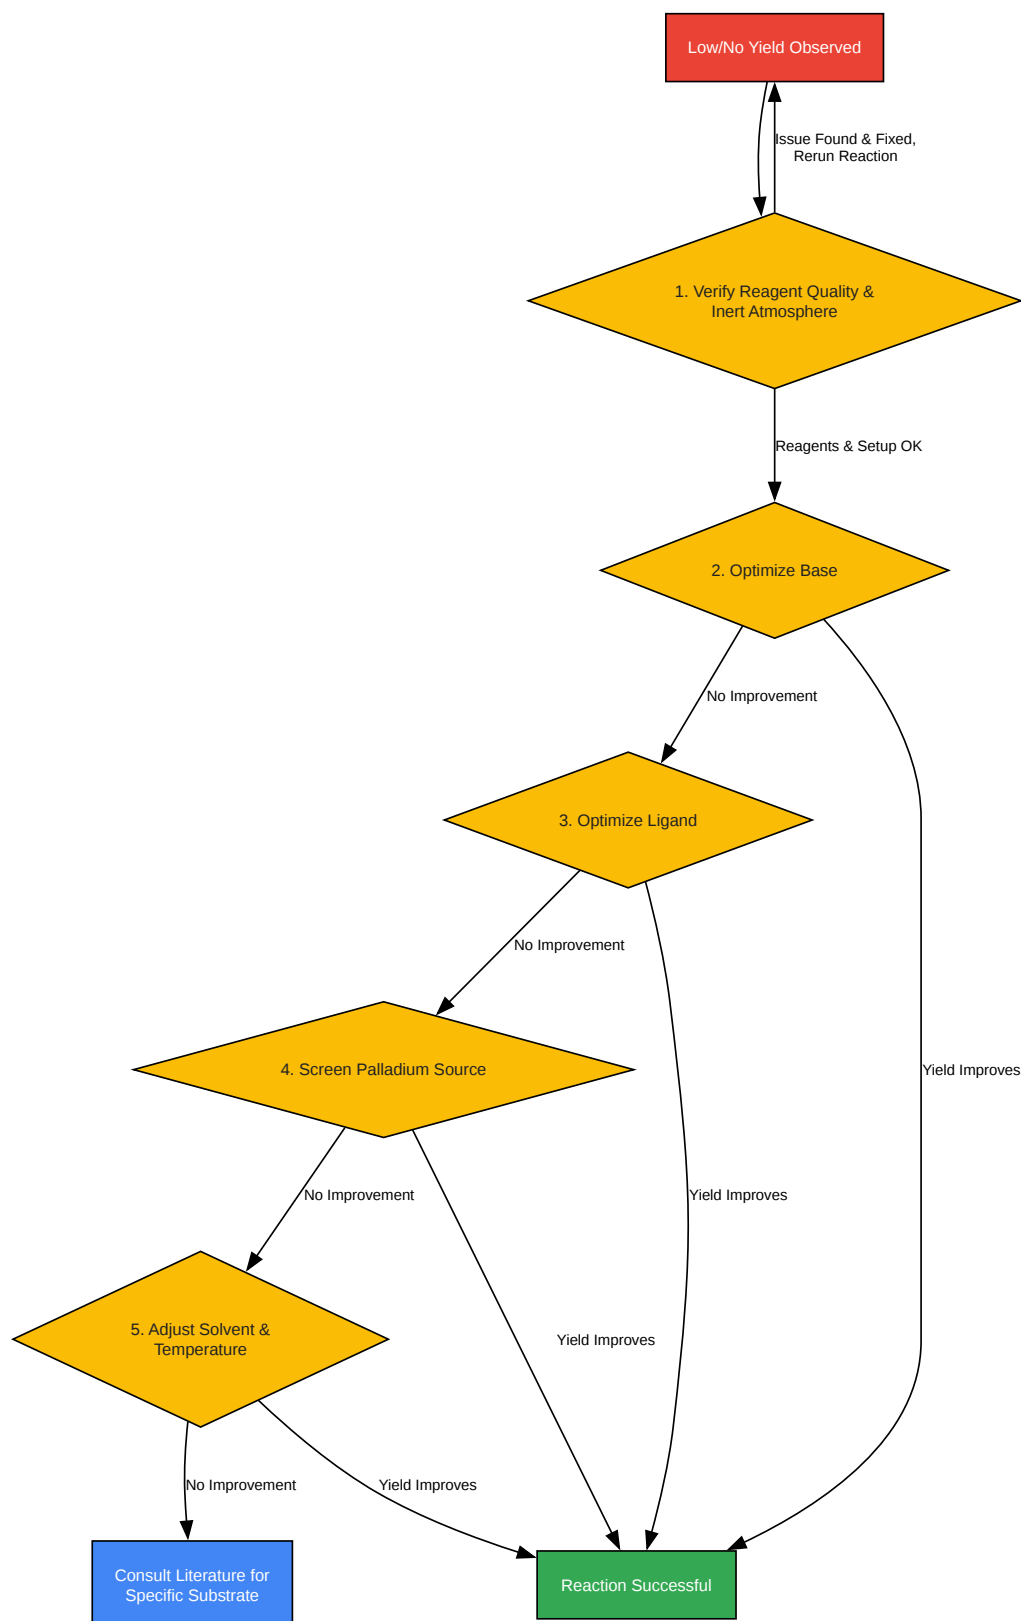 Low/No Yield Observed
Issue Found & Fixed,
Rerun Reaction
1. Verify Reagent Quality &
Inert Atmosphere
Reagents & Setup OK
2. Optimize Base
No Improvement
3. Optimize Ligand
No Improvement
4. Screen Palladium Source
Yield Improves
No Improvement
Yield Improves
5. Adjust Solvent &
Temperature
Yield Improves
No Improvement
Yield Improves
Consult Literature for
Specific Substrate
Reaction Successful